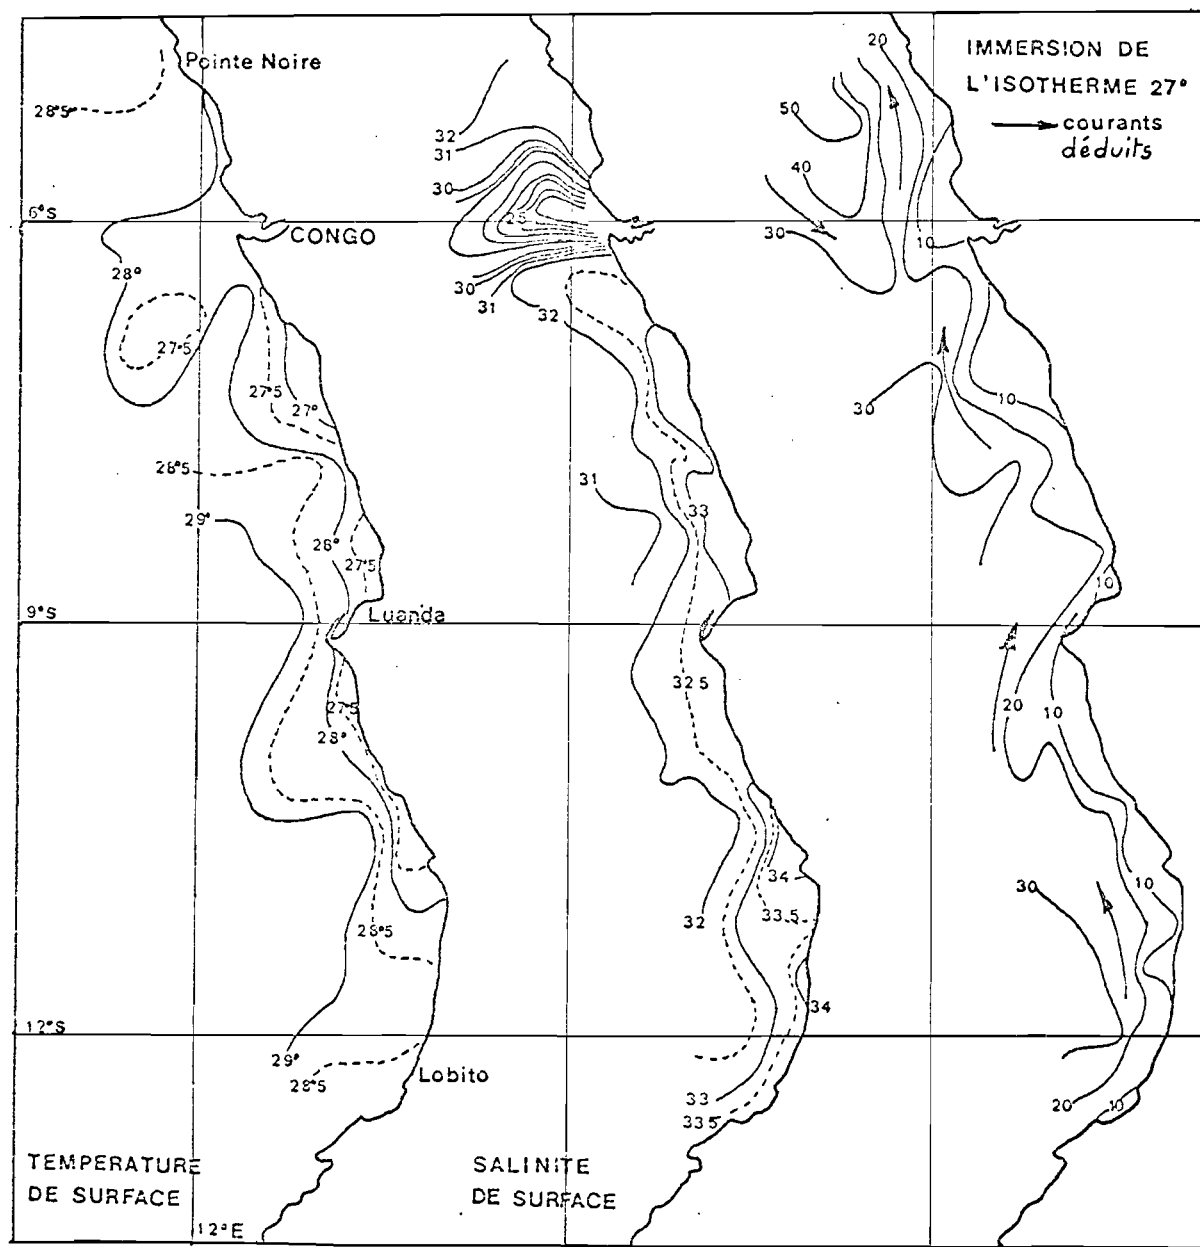 Pointe Noire
28°5
6°S
CONGO
28°
27°5
27°5
27°
28°5
29°
28°
27°5
9°S
Luanda
27°5
28°
28°5
12°S
29°
28°5
Lobito
TEMPERATURE
DE SURFACE
12°E
32
31
30
25
30
31
32
31
33
32 5
34
33.5
32
34
33
33.5
SALINITE
DE SURFACE
20
IMMERSION DE
L'ISOTHERME 27°
courants
déduits
50
40
30
10
30
10
10
20
10
30
10
20
10